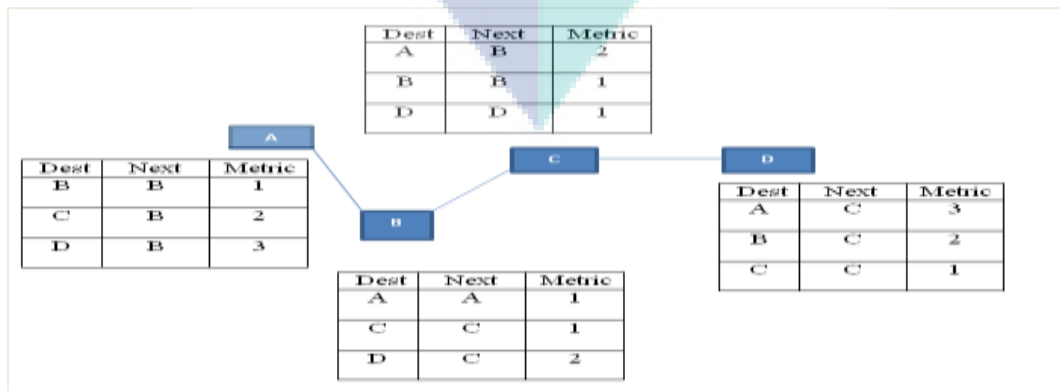 Dest Next Metric
A B 2
B B 1
D D 1
A
C
D
Dest Next Metric
B B 1
C B 2
D B 3
B
Dest Next Metric
A C 3
B C 2
C C 1
Dest Next Metric
A A 1
C C 1
D C 2